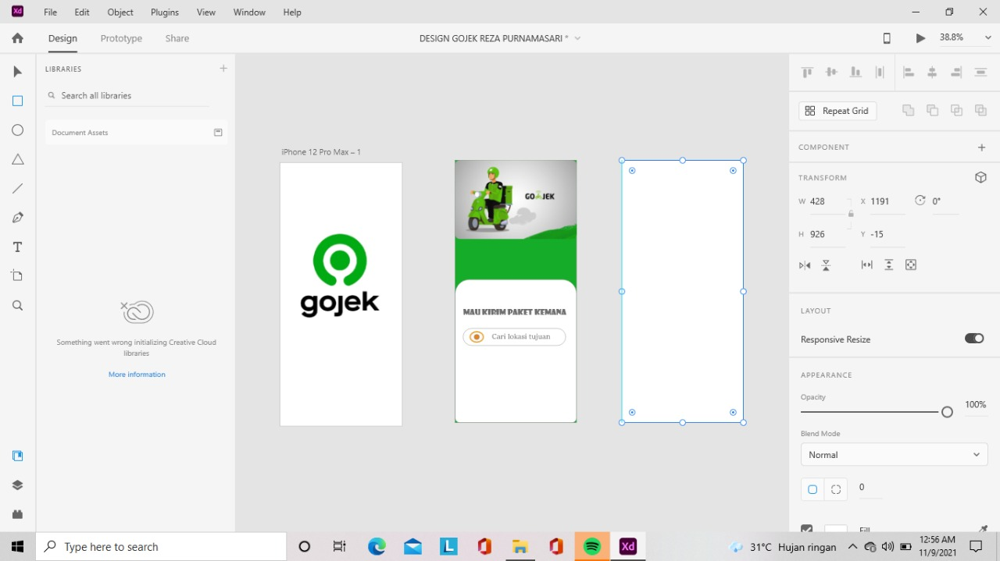 Xd File Edit Object Plugins View Window Help
Design Prototype Share DESIGN GOJEK REZA PURNAMASARI * 38.8%
LIBRARIES
Search all libraries
Document Assets
Something went wrong initializing Creative Cloud
libraries
More information
iPhone 12 Pro Max – 1
gojek
GOJEK
MAU KIRIM PAKET KEMANA
Cari lokasi tujuan
Repeat Grid
COMPONENT
TRANSFORM
W 428 X 1191 0°
H 926 Y -15
LAYOUT
Responsive Resize
APPEARANCE
Opacity
100%
Blend Mode
Normal
0
Fill
Type here to search
L
Xd
31°C Hujan ringan
12:56 AM
11/9/2021